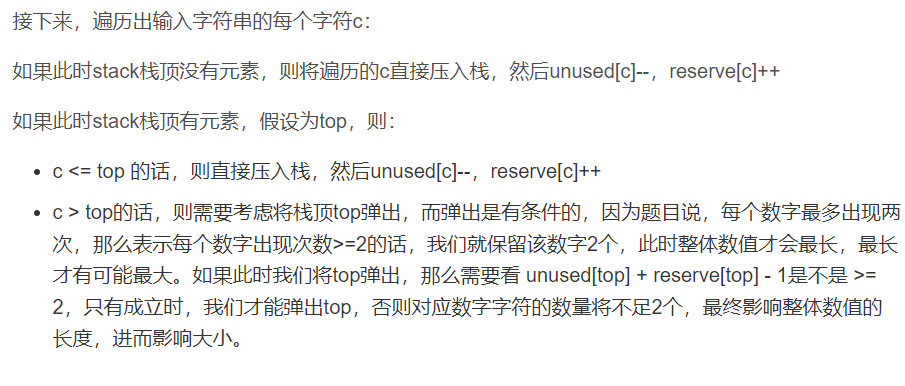 接下来，遍历出输入字符串的每个字符c：
如果此时stack栈顶没有元素，则将遍历的c直接压入栈，然后unused[c]--，reserve[c]++
如果此时stack栈顶有元素，假设为top，则：
• c <= top 的话，则直接压入栈，然后unused[c]--，reserve[c]++
• c > top的话，则需要考虑将栈顶top弹出，而弹出是有条件的，因为题目说，每个数字最多出现两
次，那么表示每个数字出现次数>=2的话，我们就保留该数字2个，此时整体数值才会最长，最长
才有可能最大。如果此时我们将top弹出，那么需要看 unused[top] + reserve[top] - 1是不是 >=
2，只有成立时，我们才能弹出top，否则对应数字字符的数量将不足2个，最终影响整体数值的
长度，进而影响大小。